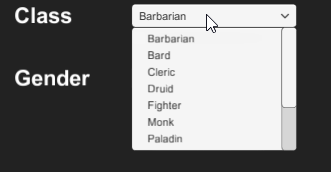 Class
Barbarian
Barbarian
Bard
Cleric
Druid
Gender
Fighter
Monk
Paladin